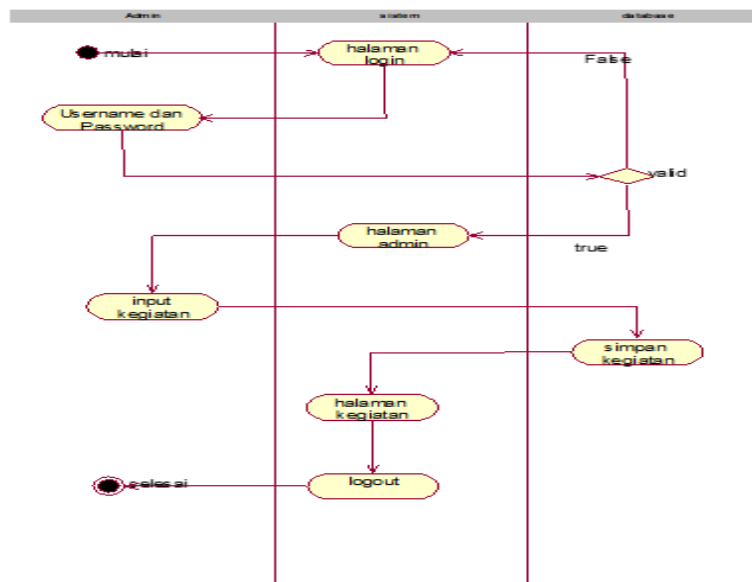 Admin
sistem
database
mulai
halaman
login
False
Username dan
Password
valid
halaman
admin
true
input
kegiatan
simpan
kegiatan
halaman
kegiatan
logout
selesai